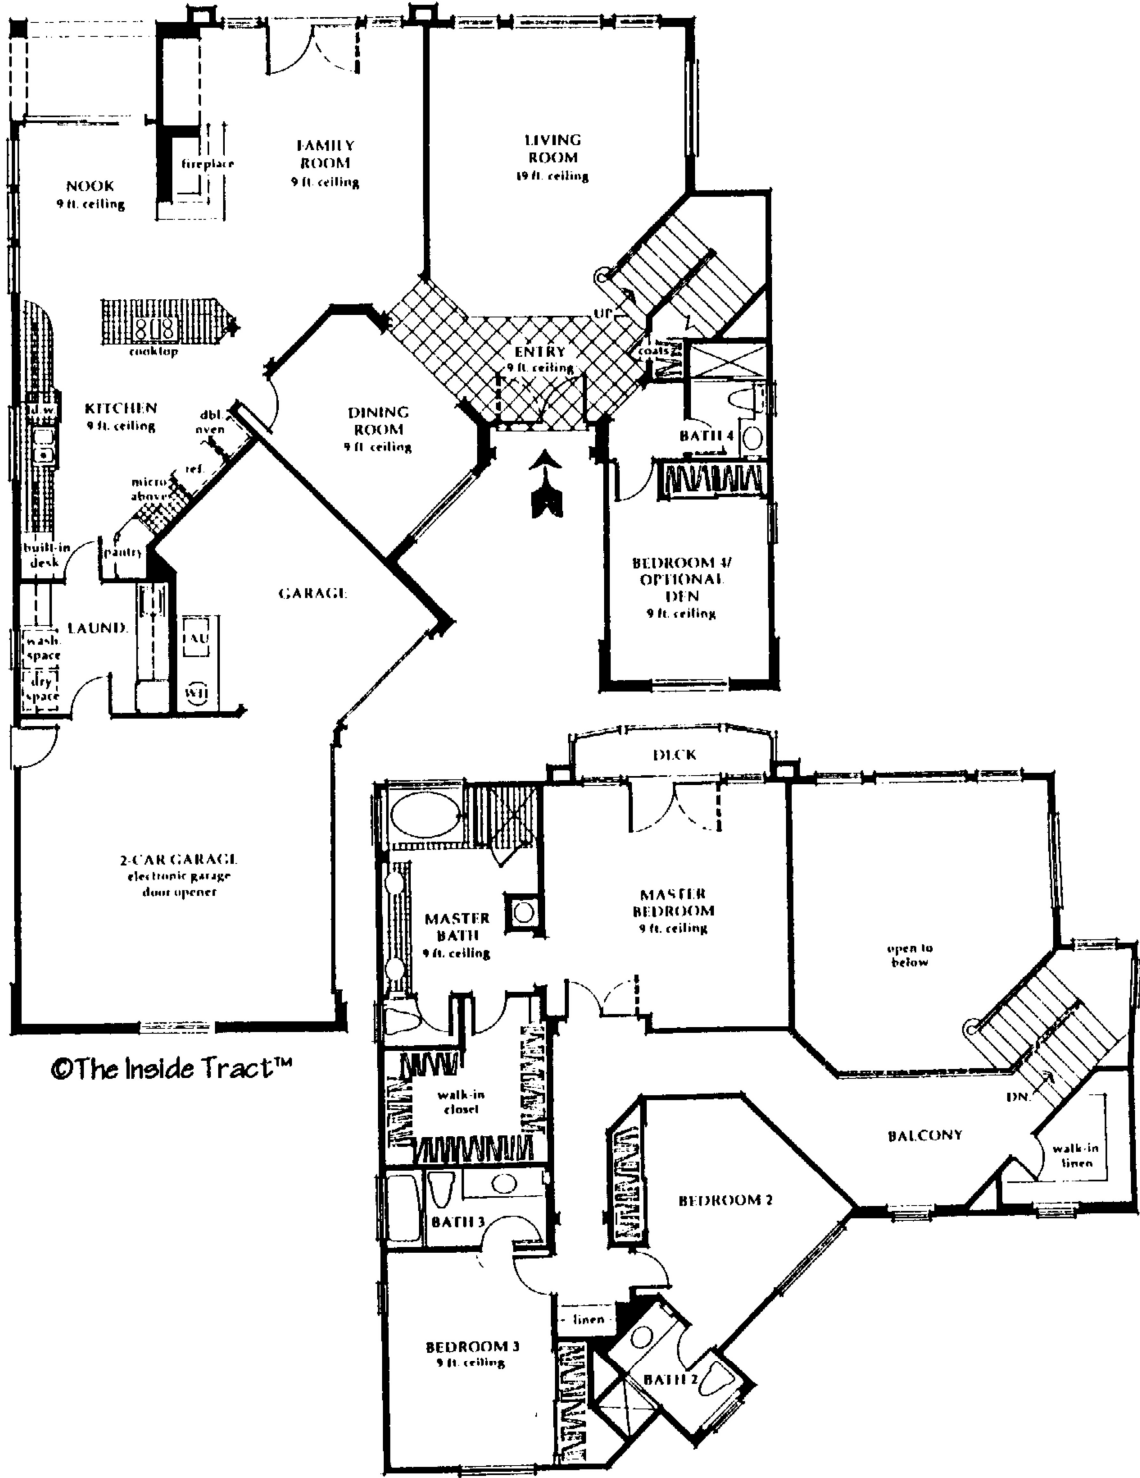 FAMILY
ROOM
9 ft. ceiling
LIVING
ROOM
19 ft. ceiling
fireplace
NOOK
9 ft. ceiling
UP
cooktop
ENTRY
9 ft. ceiling
coats
d.w.
KITCHEN
9 ft. ceiling
dbl.
oven
DINING
ROOM
9 ft. ceiling
BATH 4
ref.
micro
above
built-in
desk
pantry
BEDROOM 4/
OPTIONAL
DEN
9 ft. ceiling
GARAGE
LAUND.
FAU
wash.
space
dry
space
WH
DECK
2-CAR GARAGE
electronic garage
door opener
MASTER
BEDROOM
9 ft. ceiling
MASTER
BATH
9 ft. ceiling
open to
below
©The Inside Tract™
walk-in
closet
DN.
BALCONY
walk-in
linen
BEDROOM 2
BATH 3
linen
BEDROOM 3
9 ft. ceiling
BATH 2